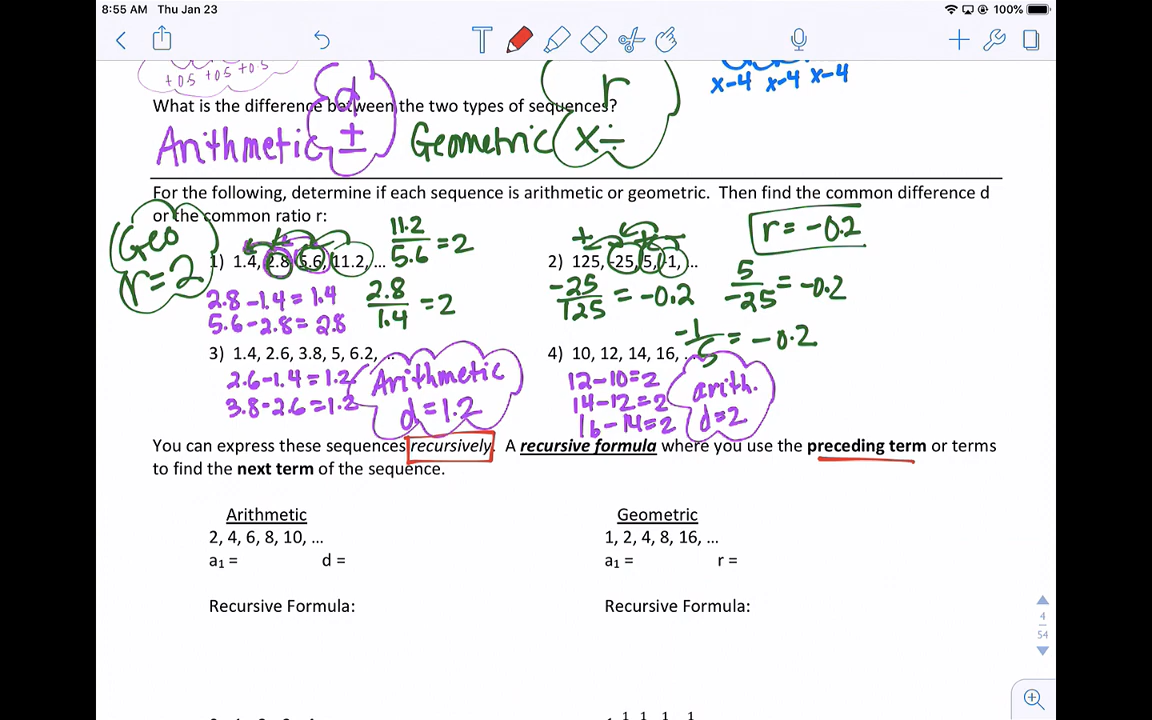 8:55 AM Thu Jan 23 100%
T
+0.5 +0.5 +0.5
x-4 x-4 x-4
What is the difference between the two types of sequences?
d r
Arithmetic ± Geometric x÷
For the following, determine if each sequence is arithmetic or geometric. Then find the common difference d
or the common ratio r:
Geo
r=2
r = -0.2
1) 1.4, 2.8, 5.6, 11.2, ...
11.2/5.6 = 2
2.8-1.4=1.4
5.6-2.8=2.8
2.8/1.4 = 2
2) 125, -25, 5, -1, ...
-25/125 = -0.2
5/-25 = -0.2
-1/5 = -0.2
3) 1.4, 2.6, 3.8, 5, 6.2, ...
2.6-1.4=1.2
3.8-2.6=1.2
Arithmetic
d=1.2
4) 10, 12, 14, 16, ...
12-10=2
14-12=2
16-14=2
arith.
d=2
You can express these sequences recursively. A recursive formula where you use the preceding term or terms
to find the next term of the sequence.
Arithmetic
2, 4, 6, 8, 10, ...
a₁ = d =
Recursive Formula:
Geometric
1, 2, 4, 8, 16, ...
a₁ = r =
Recursive Formula:
4
54